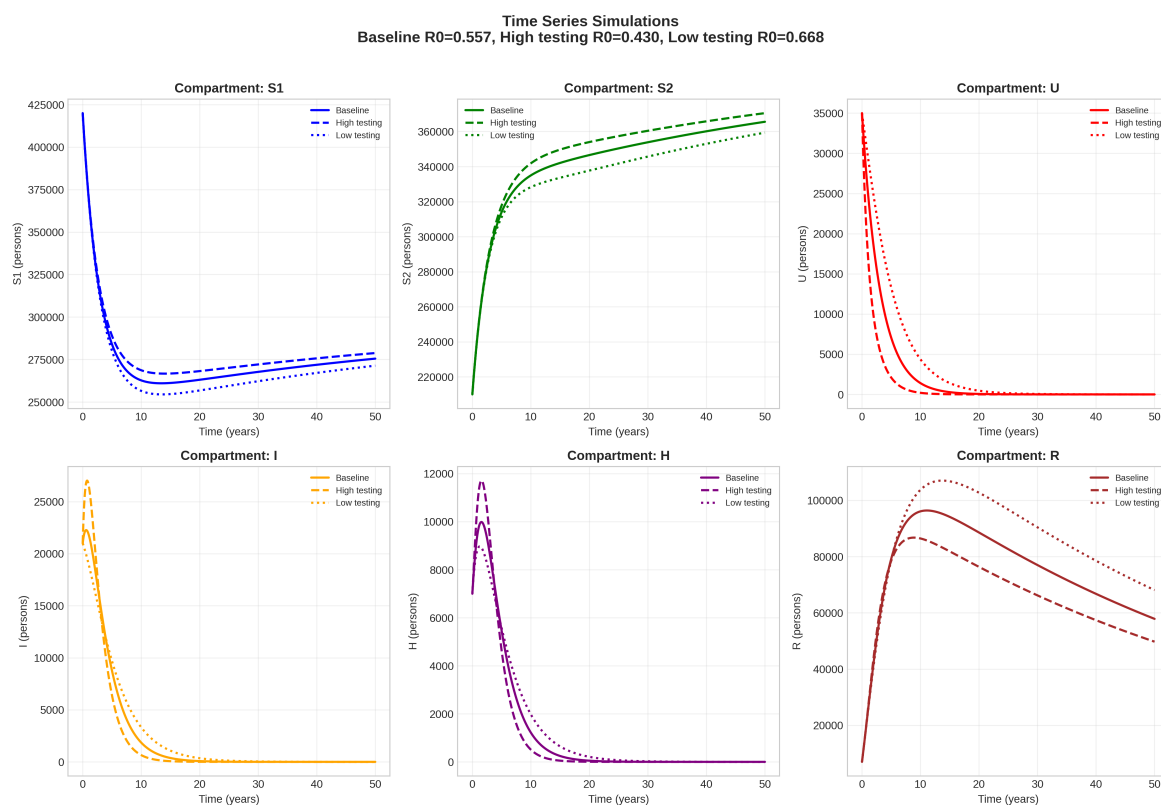 Time Series Simulations
Baseline R0=0.557, High testing R0=0.430, Low testing R0=0.668
Compartment: S1
425000
400000
375000
350000
325000
300000
275000
250000
S1 (persons)
0 10 20 30 40 50
Time (years)
Baseline
High testing
Low testing
Compartment: S2
360000
340000
320000
300000
280000
260000
240000
220000
S2 (persons)
0 10 20 30 40 50
Time (years)
Baseline
High testing
Low testing
Compartment: U
35000
30000
25000
20000
15000
10000
5000
0
U (persons)
0 10 20 30 40 50
Time (years)
Baseline
High testing
Low testing
Compartment: I
25000
20000
15000
10000
5000
0
I (persons)
0 10 20 30 40 50
Time (years)
Baseline
High testing
Low testing
Compartment: H
12000
10000
8000
6000
4000
2000
0
H (persons)
0 10 20 30 40 50
Time (years)
Baseline
High testing
Low testing
Compartment: R
100000
80000
60000
40000
20000
R (persons)
0 10 20 30 40 50
Time (years)
Baseline
High testing
Low testing